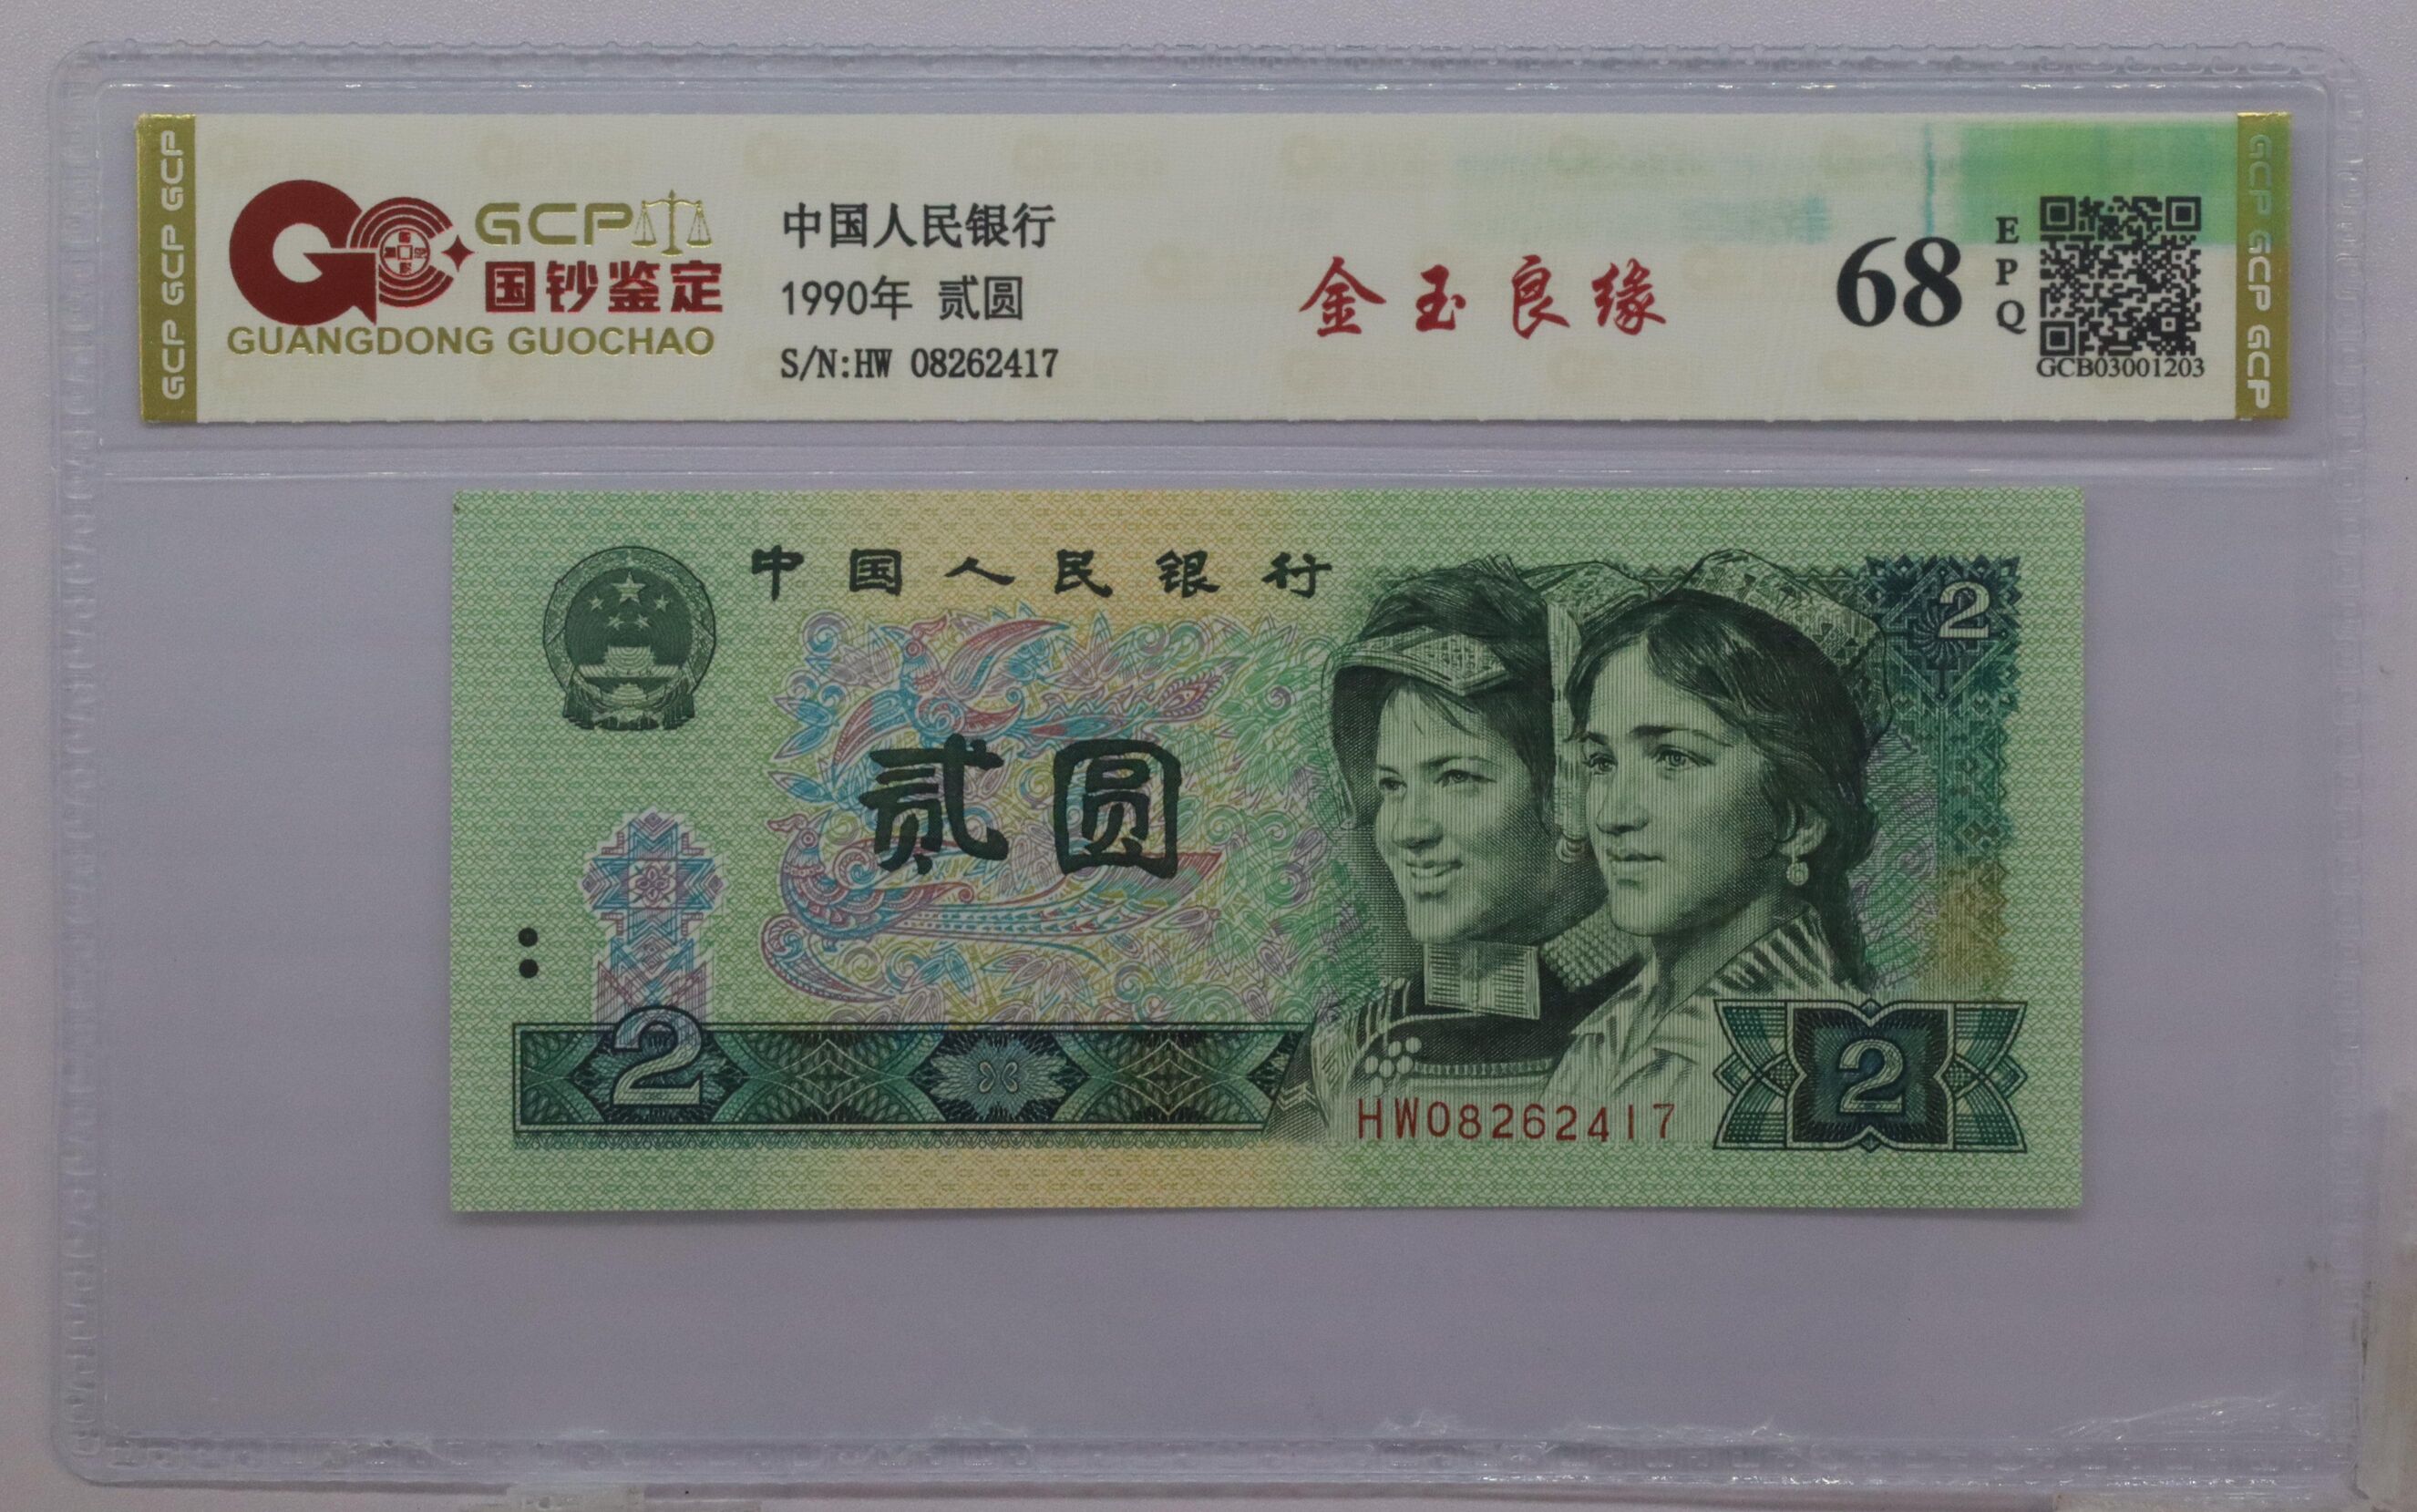 GCP GCP GCP
GCP
国钞鉴定
GUANGDONG GUOCHAO
中国人民银行
1990年 贰圆
S/N:HW 08262417
金玉良缘
68
EPQ
GCB03001203
GCP GCP GCP
中国人民银行
2
贰圆
2
HW08262417
2